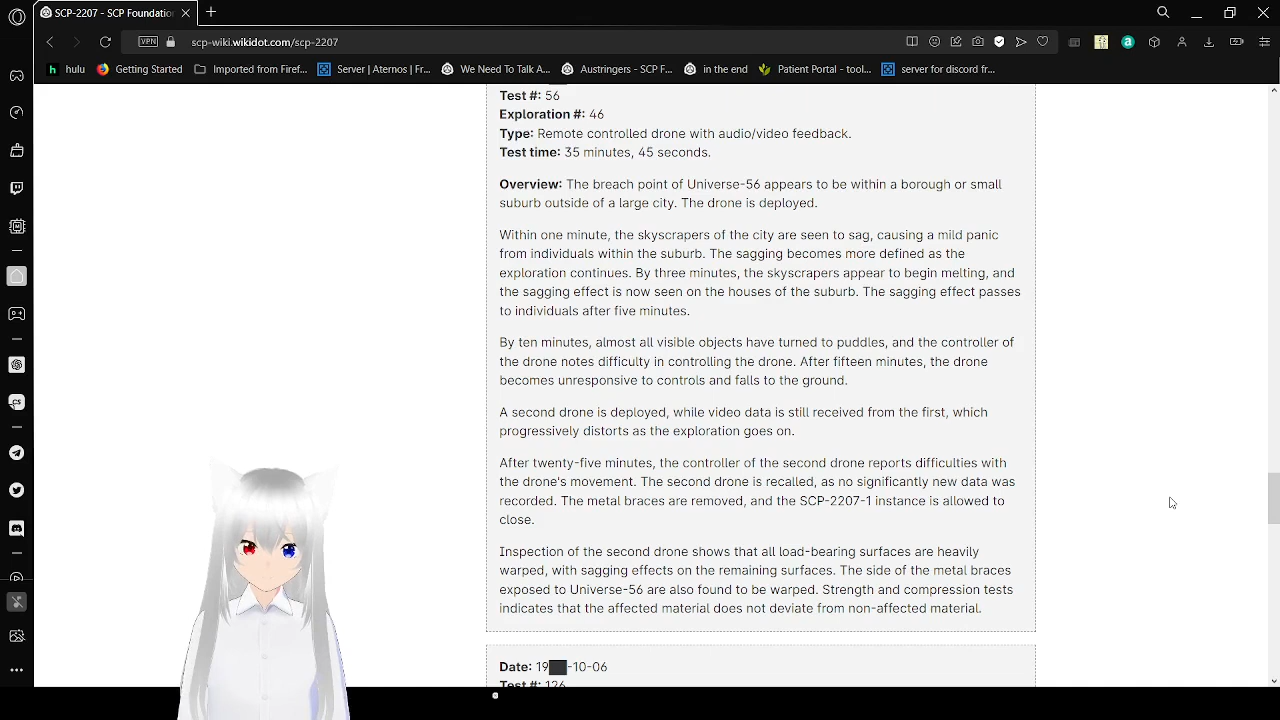 SCP-2207 - SCP Foundatio
VPN
scp-wiki.wikidot.com/scp-2207
h hulu
Getting Started
Imported from Firef...
Server | Aternos | Fr...
We Need To Talk A...
Austringers - SCP F...
in the end
Patient Portal - tool...
server for discord fr...
Test #: 56
Exploration #: 46
Type: Remote controlled drone with audio/video feedback.
Test time: 35 minutes, 45 seconds.
Overview: The breach point of Universe-56 appears to be within a borough or small
suburb outside of a large city. The drone is deployed.
Within one minute, the skyscrapers of the city are seen to sag, causing a mild panic
from individuals within the suburb. The sagging becomes more defined as the
exploration continues. By three minutes, the skyscrapers appear to begin melting, and
the sagging effect is now seen on the houses of the suburb. The sagging effect passes
to individuals after five minutes.
By ten minutes, almost all visible objects have turned to puddles, and the controller of
the drone notes difficulty in controlling the drone. After fifteen minutes, the drone
becomes unresponsive to controls and falls to the ground.
A second drone is deployed, while video data is still received from the first, which
progressively distorts as the exploration goes on.
After twenty-five minutes, the controller of the second drone reports difficulties with
the drone's movement. The second drone is recalled, as no significantly new data was
recorded. The metal braces are removed, and the SCP-2207-1 instance is allowed to
close.
Inspection of the second drone shows that all load-bearing surfaces are heavily
warped, with sagging effects on the remaining surfaces. The side of the metal braces
exposed to Universe-56 are also found to be warped. Strength and compression tests
indicates that the affected material does not deviate from non-affected material.
Date: 19██-10-06
Test #: 126